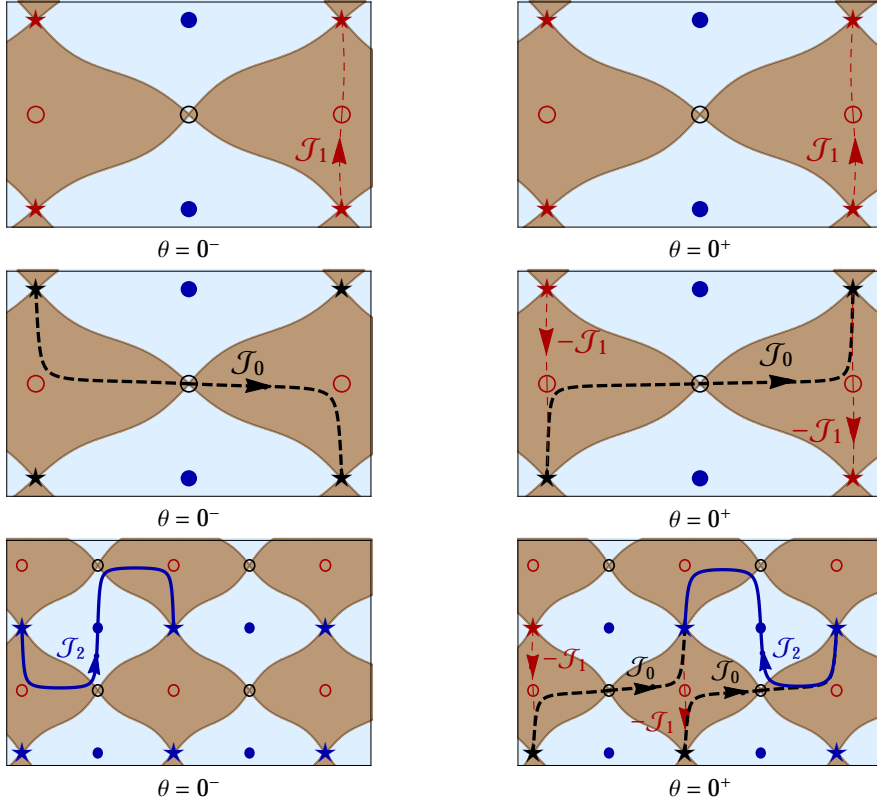 𝒥₁ 𝒥₁
θ = 0⁻ θ = 0⁺
𝒥₀ −𝒥₁ 𝒥₀
−𝒥₁
θ = 0⁻ θ = 0⁺
𝒥₂ −𝒥₁ 𝒥₀ 𝒥₀ 𝒥₂
−𝒥₁
θ = 0⁻ θ = 0⁺